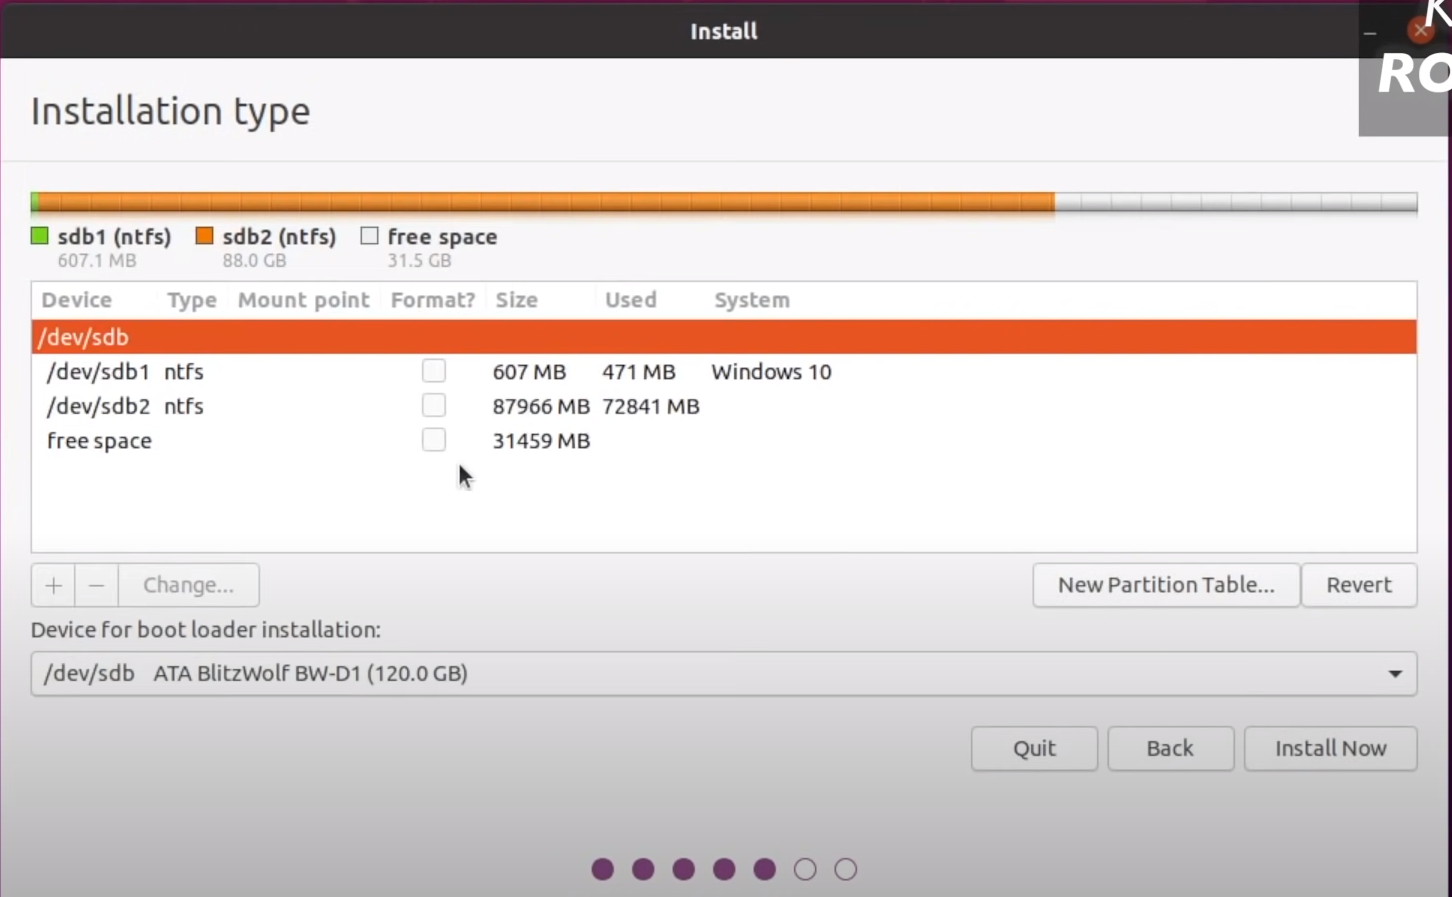 Install
Installation type
sdb1 (ntfs) sdb2 (ntfs) free space
607.1 MB 88.0 GB 31.5 GB
Device Type Mount point Format? Size Used System
/dev/sdb
/dev/sdb1 ntfs 607 MB 471 MB Windows 10
/dev/sdb2 ntfs 87966 MB 72841 MB
free space 31459 MB
+ − Change... New Partition Table... Revert
Device for boot loader installation:
/dev/sdb ATA BlitzWolf BW-D1 (120.0 GB)
Quit Back Install Now